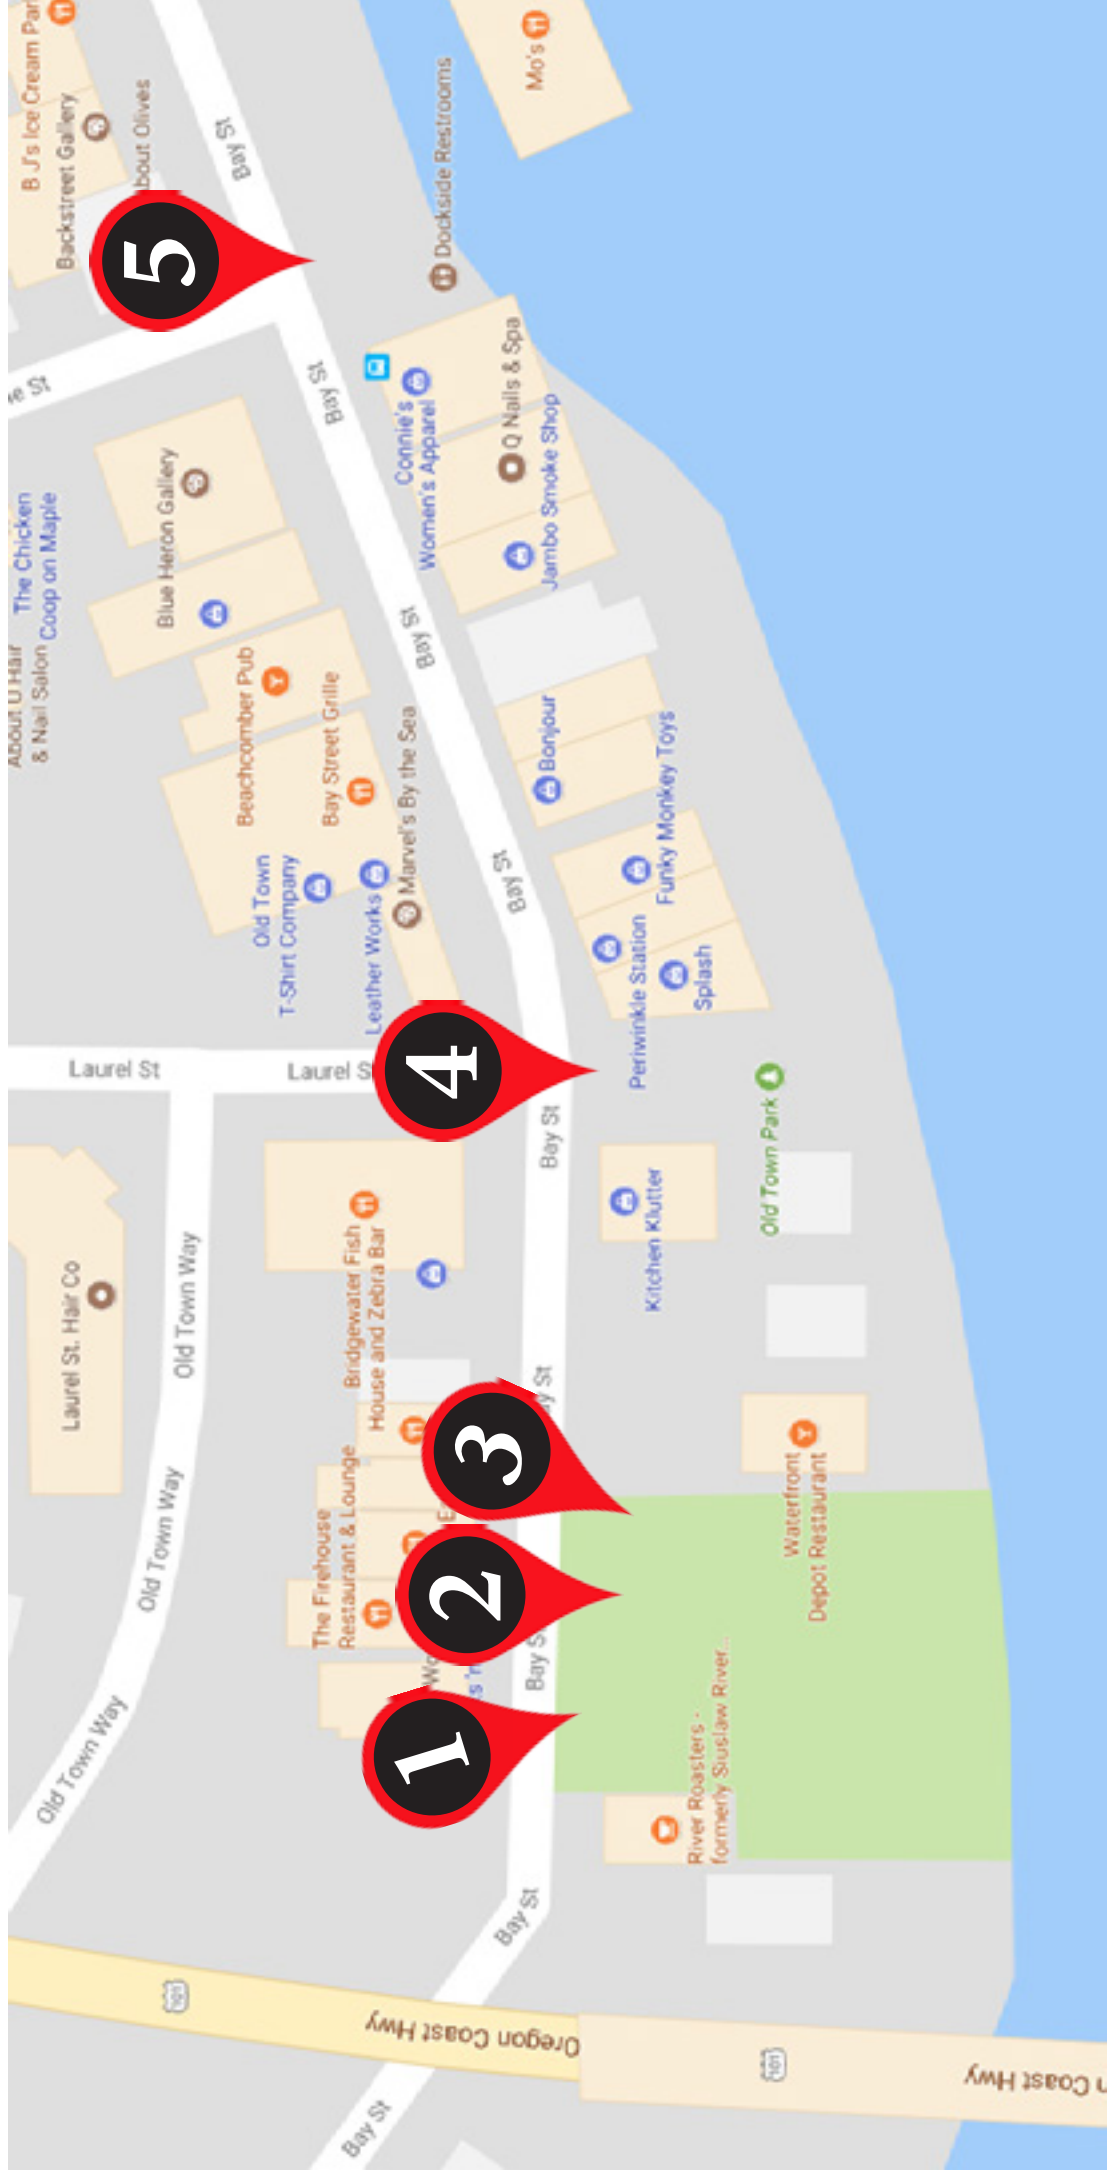 B J's Ice Cream Par
Backstreet Gallery
bout Olives
Bay St
Mo's
Dockside Restrooms
5
St
Bay St
The Chicken
Coop on Maple
Blue Heron Gallery
Connie's
Women's Apparel
Q Nails & Spa
Jambo Smoke Shop
& Nail Salon
Beachcomber Pub
Bay Street Grille
Bay St
Marvel's By the Sea
Bonjour
Funky Monkey Toys
Old Town
T-Shirt Company
Leather Works
Bay St
Periwinkle Station
Splash
Laurel St
Laurel S
4
Bay St
Old Town Park
Kitchen Klutter
Laurel St. Hair Co
Old Town Way
Bridgewater Fish
House and Zebra Bar
y St
3
Waterfront
Depot Restaurant
Old Town Way
The Firehouse
Restaurant & Lounge
E
2
Wo
Bay S
1
River Roasters -
formerly Siuslaw River...
Old Town Way
Bay St
101
Oregon Coast Hwy
101
n Coast Hwy
Bay St